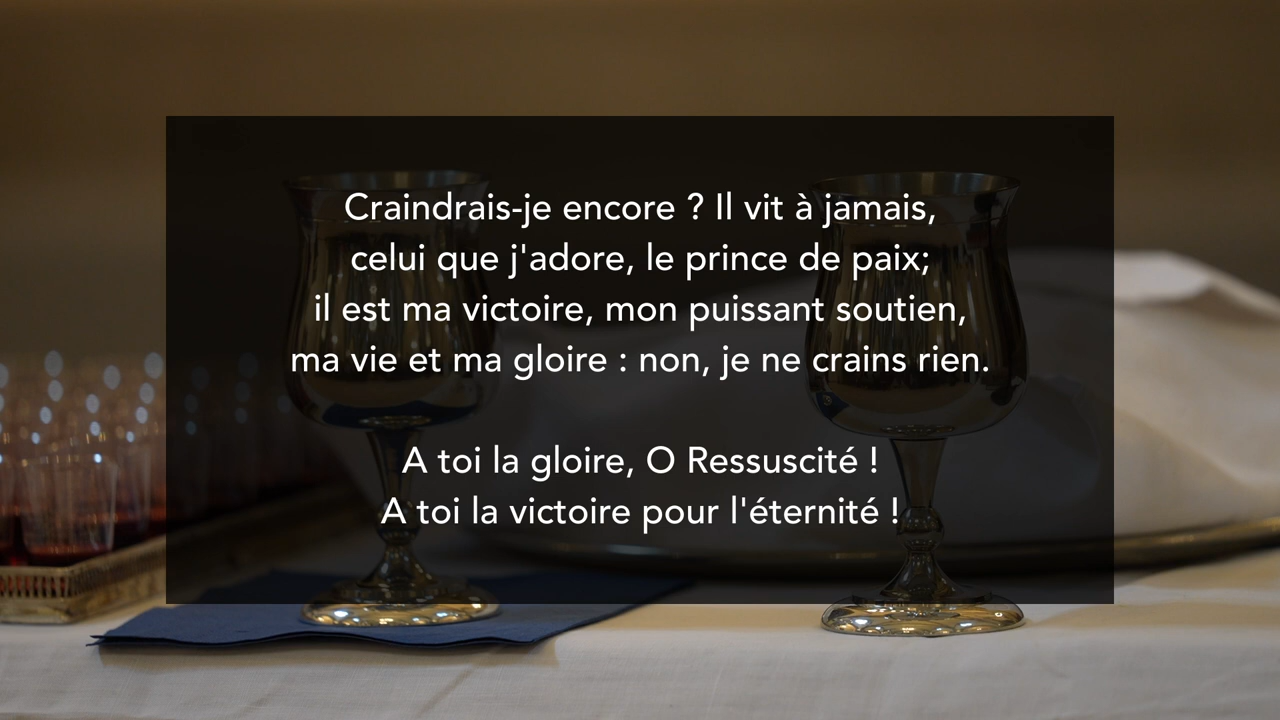 Craindrais-je encore ? Il vit à jamais,
celui que j'adore, le prince de paix;
il est ma victoire, mon puissant soutien,
ma vie et ma gloire : non, je ne crains rien.
A toi la gloire, O Ressuscité !
A toi la victoire pour l'éternité !